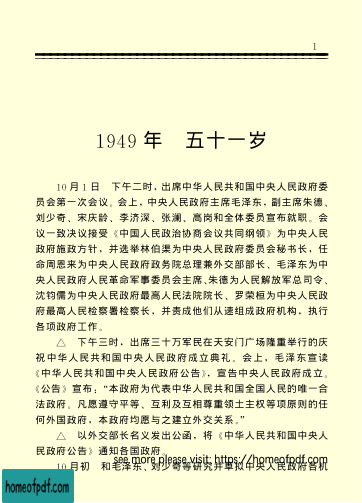 1
1949 年 五十一岁
10 月 1 日 下午二时，出席中华人民共和国中央人民政府委
员会第一次会议。会上，中央人民政府主席毛泽东，副主席朱德、
刘少奇、宋庆龄、李济深、张澜、高岗和全体委员宣布就职。会
议一致决议接受《中国人民政治协商会议共同纲领》为中央人民
政府施政方针，并选举林伯渠为中央人民政府委员会秘书长，任
命周恩来为中央人民政府政务院总理兼外交部部长、毛泽东为中
央人民政府人民革命军事委员会主席、朱德为人民解放军总司令、
沈钧儒为中央人民政府最高人民法院院长、罗荣桓为中央人民政
府最高人民检察署检察长，并责成他们从速组成政府机构，执行
各项政府工作。
△ 下午三时，出席三十万军民在天安门广场隆重举行的庆
祝中华人民共和国中央人民政府成立典礼。会上，毛泽东宣读
《中华人民共和国中央人民政府公告》，宣告中央人民政府成立。
《公告》宣布：“本政府为代表中华人民共和国全国人民的唯一合
法政府。凡愿遵守平等、互利及互相尊重领土主权等项原则的任
何外国政府，本政府均愿与之建立外交关系。”
△ 以外交部部长名义发出公函，将《中华人民共和国中央人
民政府公告》通知各国政府。
see more please visit: https://homeofpdf.com
10 月初 和毛泽东、刘少奇等研究并草拟中央人民政府各机
homeofpdf.com